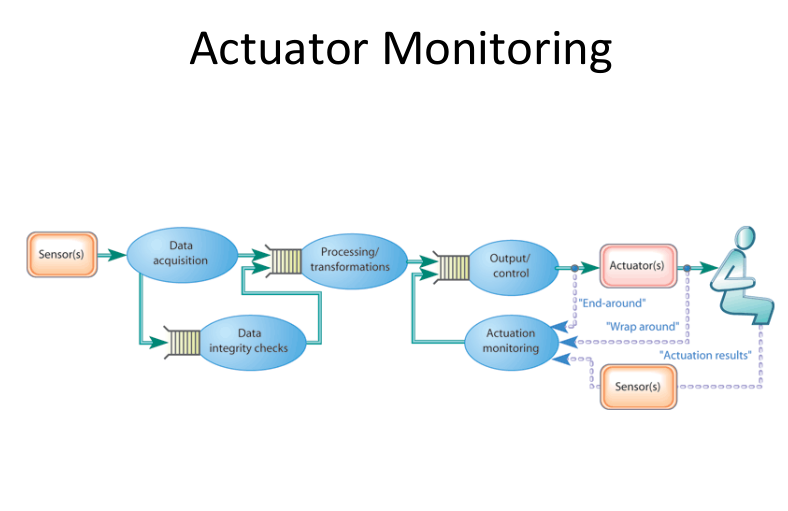 Actuator Monitoring
Sensor(s)
Data
acquisition
Processing/
transformations
Output/
control
Actuator(s)
"End-around"
"Wrap around"
Data
integrity checks
Actuation
monitoring
"Actuation results"
Sensor(s)